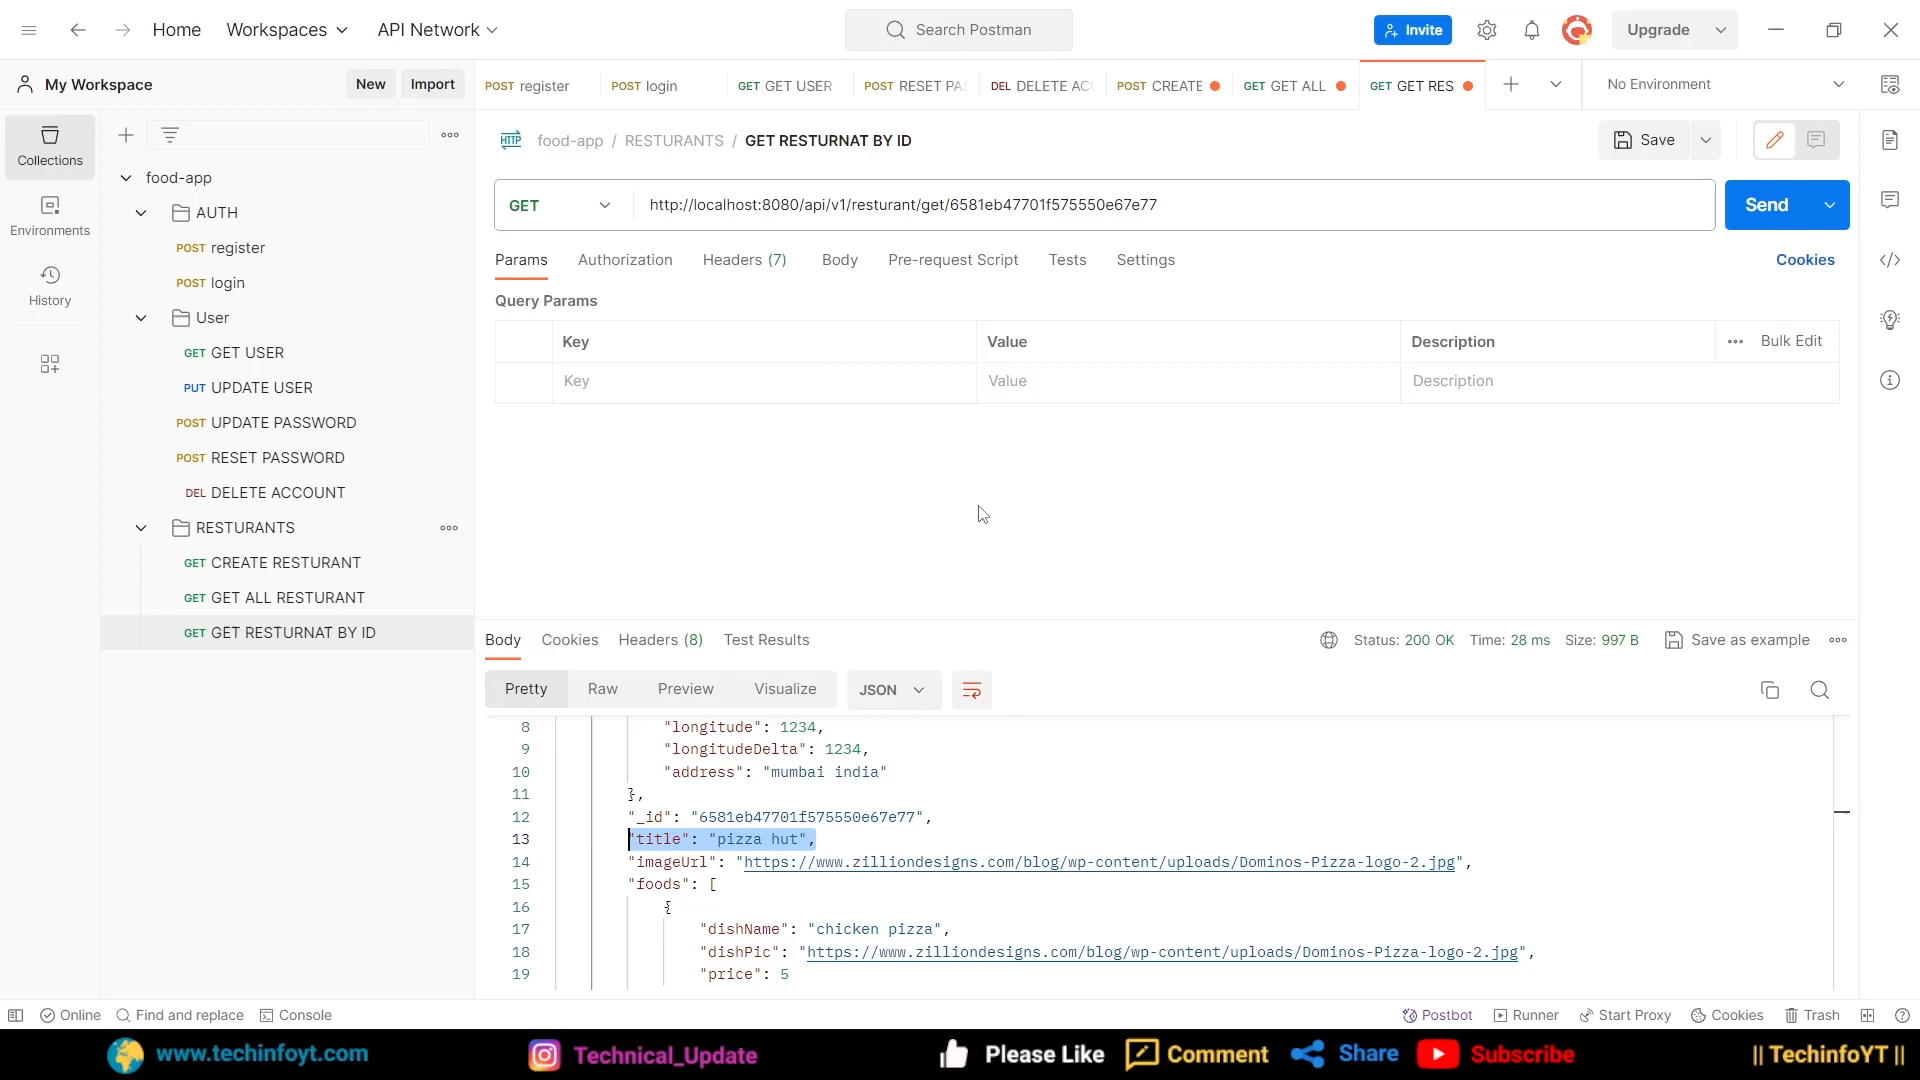 Home Workspaces API Network Search Postman Invite Upgrade
My Workspace New Import POST register POST login GET GET USER POST RESET PAS DEL DELETE ACC POST CREATE GET GET ALL GET GET RES No Environment
Collections
Environments
History
food-app
AUTH
POST register
POST login
User
GET GET USER
PUT UPDATE USER
POST UPDATE PASSWORD
POST RESET PASSWORD
DEL DELETE ACCOUNT
RESTURANTS
GET CREATE RESTURANT
GET GET ALL RESTURANT
GET GET RESTURNAT BY ID
HTTP food-app / RESTURANTS / GET RESTURNAT BY ID Save
GET http://localhost:8080/api/v1/resturant/get/6581eb47701f575550e67e77 Send
Params Authorization Headers (7) Body Pre-request Script Tests Settings Cookies
Query Params
Key Value Description Bulk Edit
Key Value Description
Body Cookies Headers (8) Test Results Status: 200 OK Time: 28 ms Size: 997 B Save as example
Pretty Raw Preview Visualize JSON
8 "longitude": 1234,
9 "longitudeDelta": 1234,
10 "address": "mumbai india"
11 },
12 "_id": "6581eb47701f575550e67e77",
13 "title": "pizza hut",
14 "imageUrl": "https://www.zilliondesigns.com/blog/wp-content/uploads/Dominos-Pizza-logo-2.jpg",
15 "foods": [
16 {
17 "dishName": "chicken pizza",
18 "dishPic": "https://www.zilliondesigns.com/blog/wp-content/uploads/Dominos-Pizza-logo-2.jpg",
19 "price": 5
Online Find and replace Console Postbot Runner Start Proxy Cookies Trash
www.techinfoyt.com Technical_Update Please Like Comment Share Subscribe || TechinfoYT ||